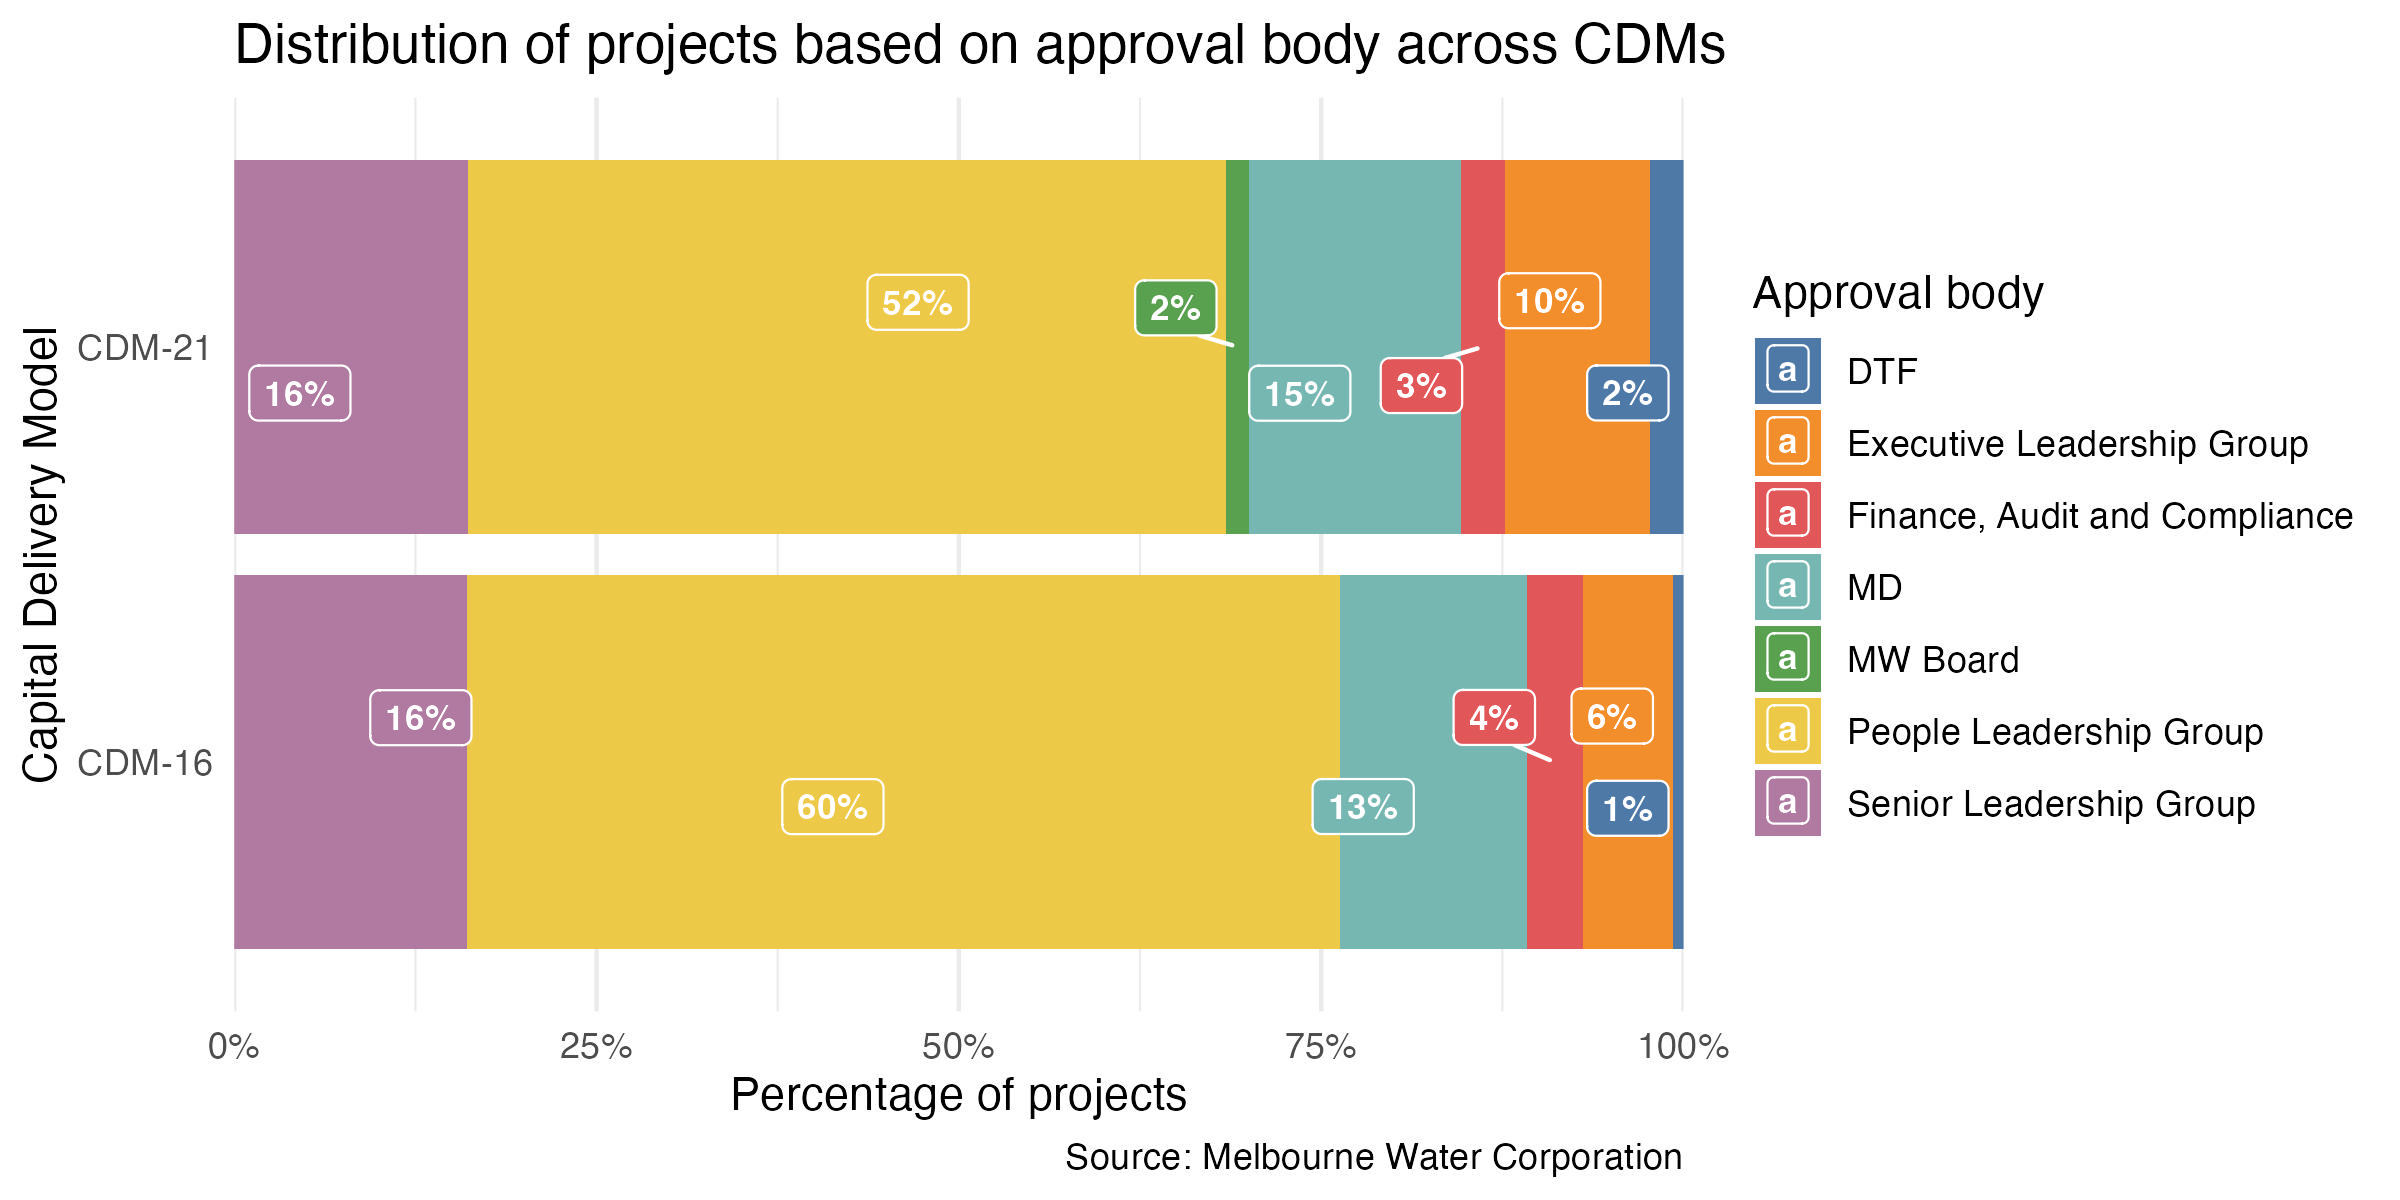 Distribution of projects based on approval body across CDMs
Capital Delivery Model
CDM-21
16%
52%
2%
15%
3%
10%
2%
CDM-16
16%
60%
13%
4%
6%
1%
0%
25%
50%
75%
100%
Percentage of projects
Source: Melbourne Water Corporation
Approval body
a DTF
a Executive Leadership Group
a Finance, Audit and Compliance
a MD
a MW Board
a People Leadership Group
a Senior Leadership Group